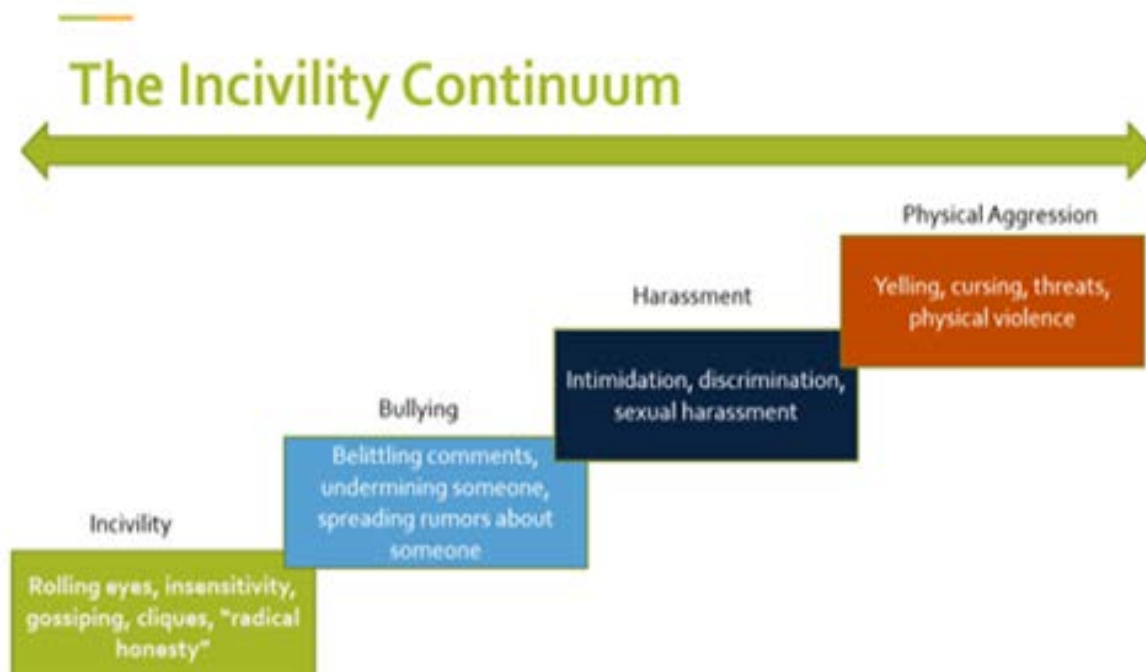 The Incivility Continuum
Physical Aggression
Yelling, cursing, threats,
physical violence
Harassment
Intimidation, discrimination,
sexual harassment
Bullying
Belittling comments,
undermining someone,
spreading rumors about
someone
Incivility
Rolling eyes, insensitivity,
gossiping, cliques, "radical
honesty"